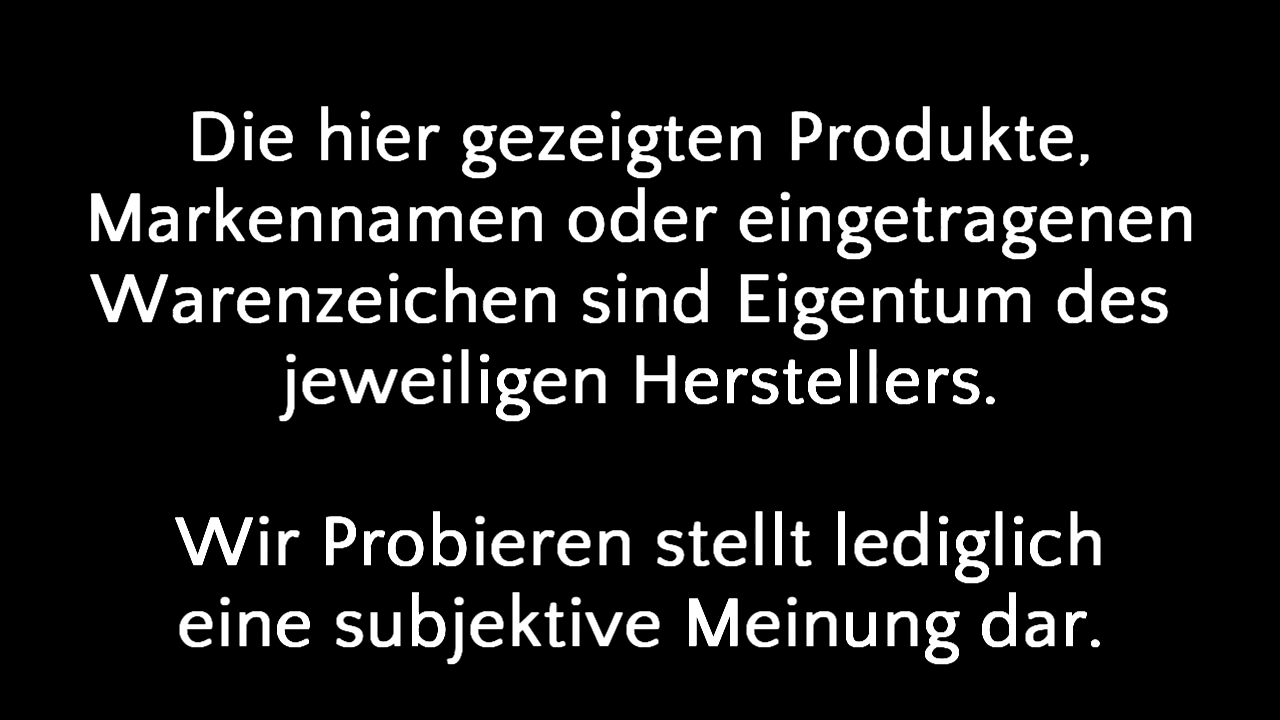 Die hier gezeigten Produkte,
Markennamen oder eingetragenen
Warenzeichen sind Eigentum des
jeweiligen Herstellers.
Wir Probieren stellt lediglich
eine subjektive Meinung dar.